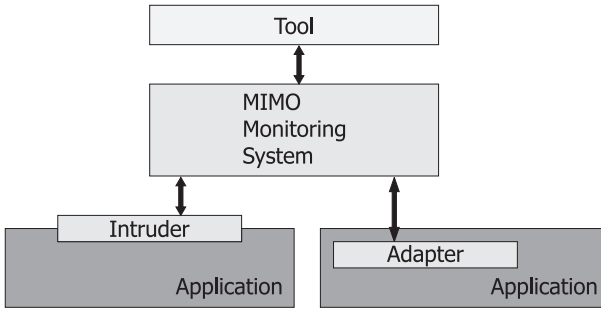 Tool
MIMO
Monitoring
System
Intruder
Adapter
Application
Application